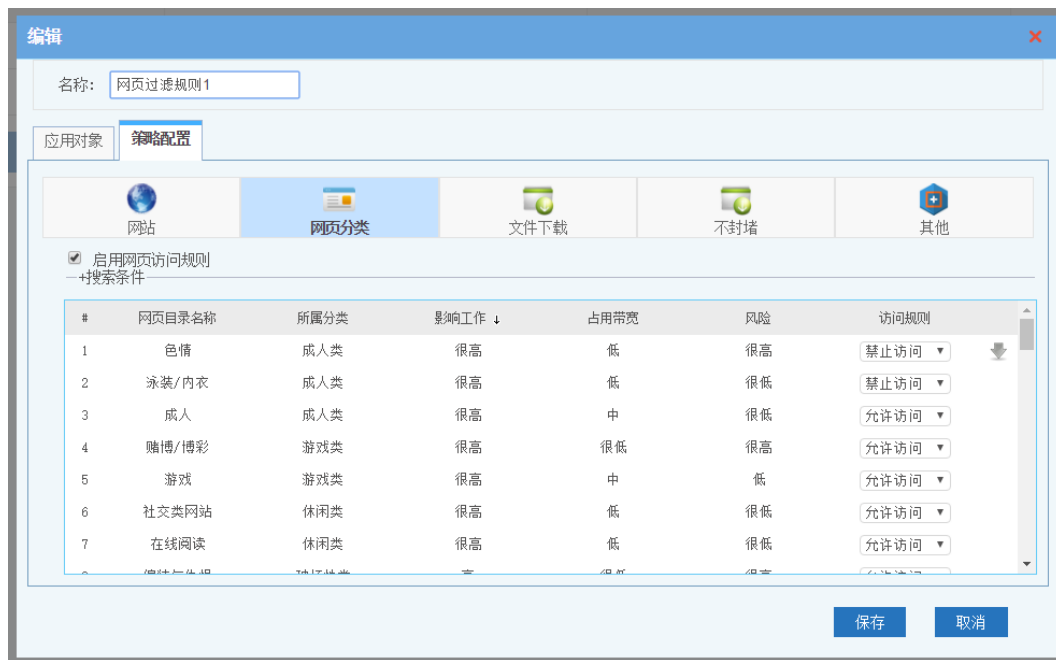 编辑
名称: 网页过滤规则1
应用对象 策略配置
网站 网页分类 文件下载 不封堵 其他
启用网页访问规则
+搜索条件
# 网页目录名称 所属分类 影响工作 ↓ 占用带宽 风险 访问规则
1 色情 成人类 很高 低 很高 禁止访问
2 泳装/内衣 成人类 很高 低 很低 禁止访问
3 成人 成人类 很高 中 很低 允许访问
4 赌博/博彩 游戏类 很高 很低 很高 允许访问
5 游戏 游戏类 很高 中 低 允许访问
6 社交类网站 休闲类 很高 低 很低 允许访问
7 在线阅读 休闲类 很高 低 很低 允许访问
保存 取消